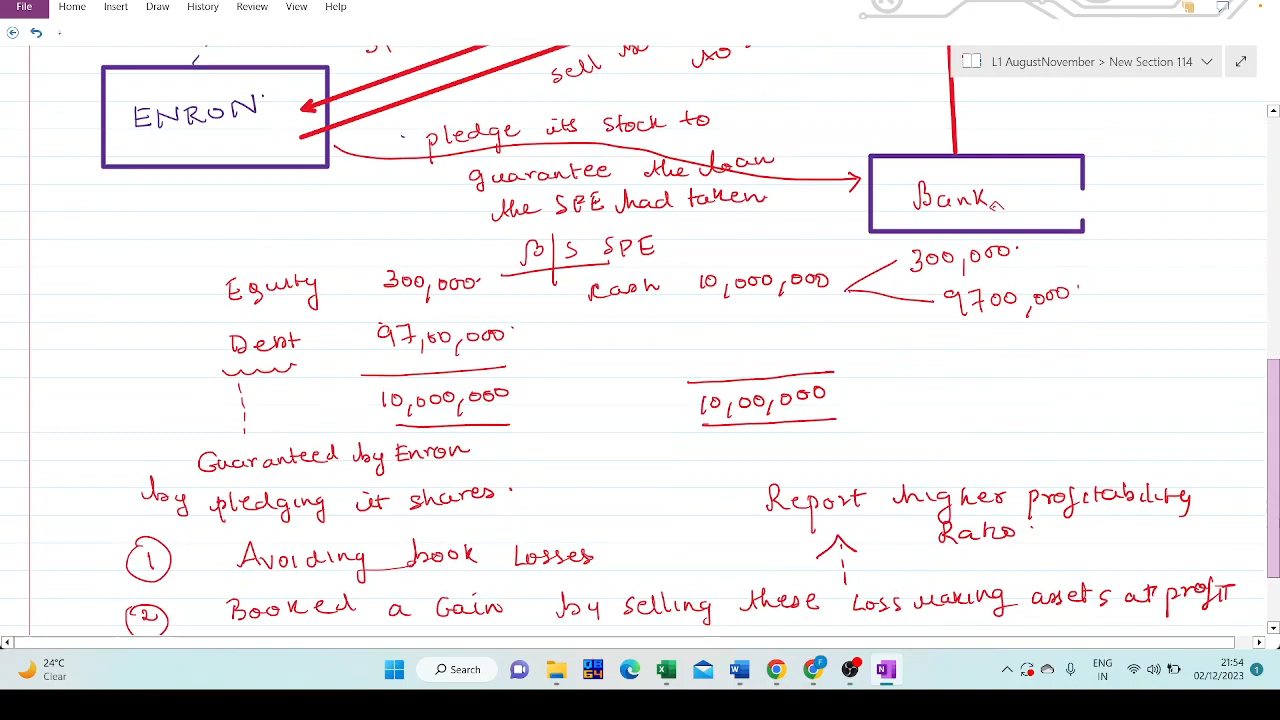 File Home Insert Draw History Review View Help
L1 AugustNovember > New Section 114
sell
ENRON
pledge its stock to
guarantee the loan
the SPE had taken
Bank
B/S SPE
Equity 300,000 Cash 10,000,000 300,000
9700,000
Debt 97,00,000
10,000,000 10,00,000
Guaranteed by Enron
by pledging it shares.
Report higher profitability
Ratio
1 Avoiding book Losses
2 Booked a Gain by selling these Loss making assets at profit
24°C
Clear
Search
ENG
IN
21:54
02/12/2023
1